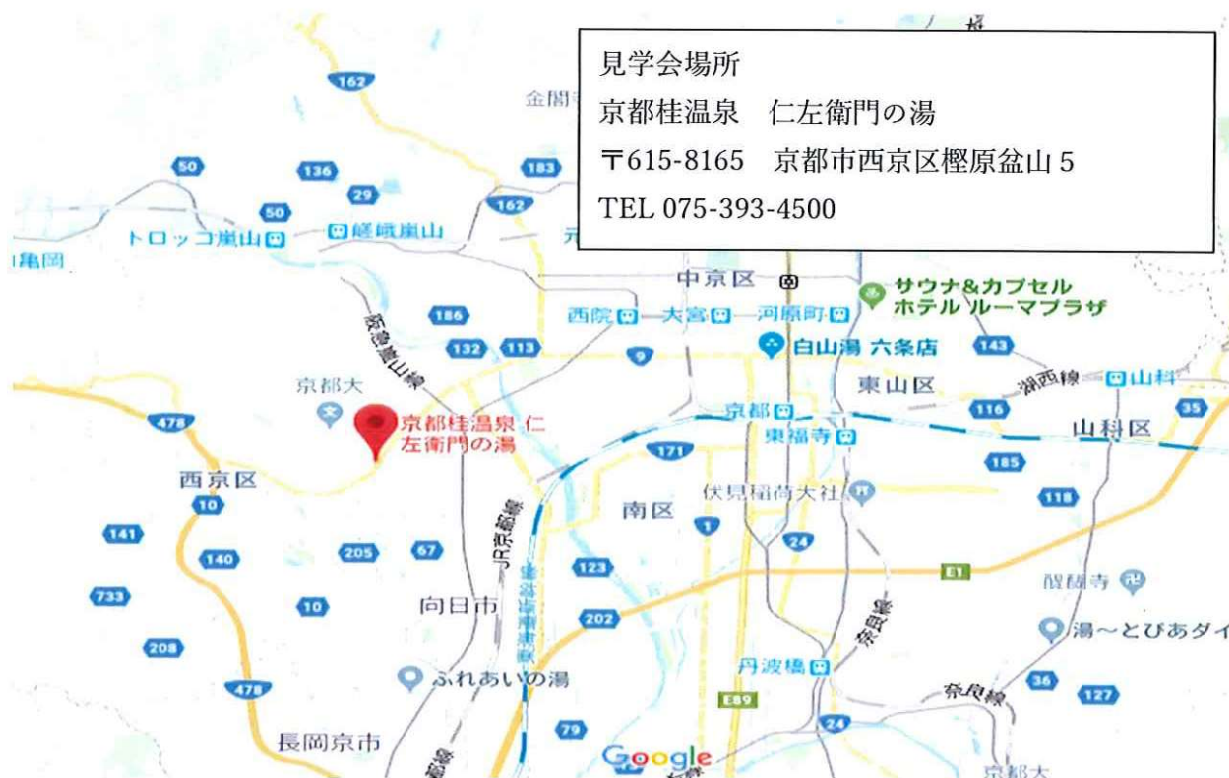 見学会場所
京都桂温泉　仁左衛門の湯
〒615-8165　京都市西京区樫原盆山 5
TEL 075-393-4500
162
50
136
183
29
162
50
トロッコ嵐山
嵯峨嵐山
亀岡
中京区
サウナ&カプセル
ホテル ルーマプラザ
186
西院
大宮
河原町
阪急嵐山線
132
113
9
白山湯 六条店
143
京都大
東山区
湖西線
山科
478
京都桂温泉 仁
左衛門の湯
京都
116
35
東福寺
山科区
171
西京区
185
伏見稲荷大社
118
10
南区
1
141
JR京都線
24
140
205
67
123
E1
醍醐寺
733
10
向日市
202
奈良線
208
湯～とぴあダイ
丹波橋
ふれあいの湯
478
36
127
E89
奈良線
79
24
長岡京市
Google
京都大